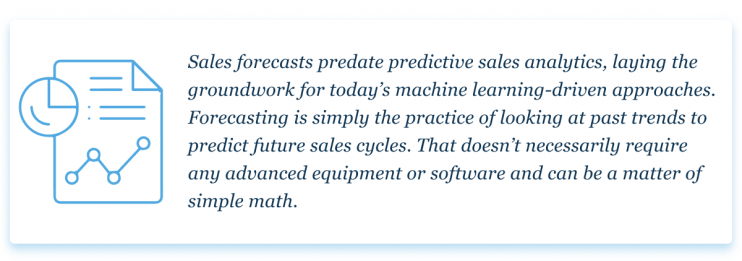 Sales forecasts predate predictive sales analytics, laying the
groundwork for today’s machine learning-driven approaches.
Forecasting is simply the practice of looking at past trends to
predict future sales cycles. That doesn’t necessarily require
any advanced equipment or software and can be a matter of
simple math.